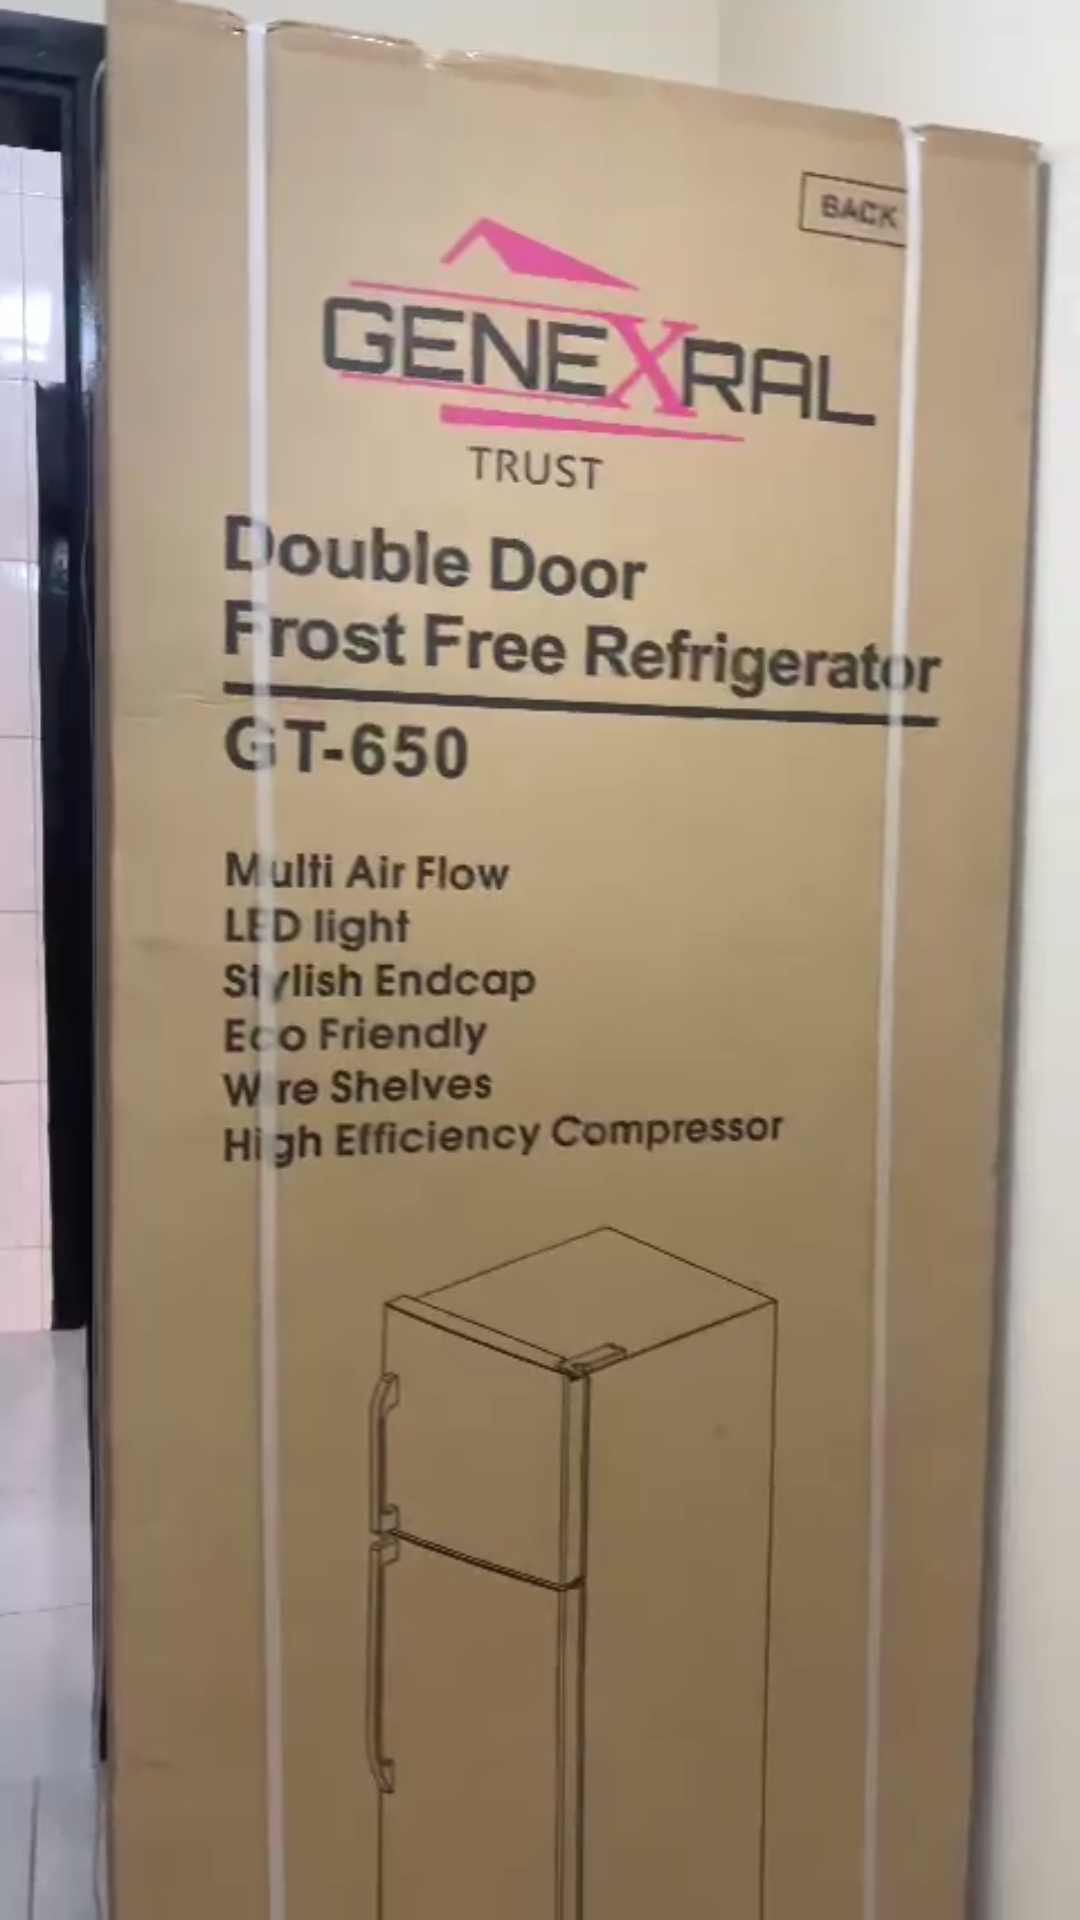 BACK
GENEXRAL
TRUST
Double Door
Frost Free Refrigerator
GT-650
Multi Air Flow
LED light
Stylish Endcap
Eco Friendly
Wire Shelves
High Efficiency Compressor